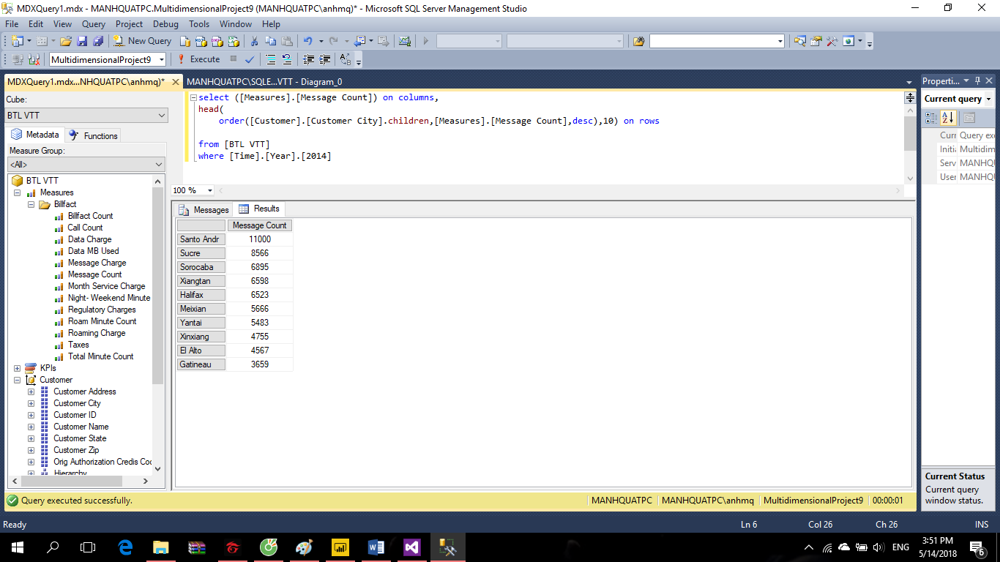 MDXQuery1.mdx - MANHQUATPC.MultidimensionalProject9 (MANHQUATPC\anhmq)* - Microsoft SQL Server Management Studio
File Edit View Query Project Debug Tools Window Help
New Query
MultidimensionalProject9 Execute
MDXQuery1.mdx...NHQUATPC\anhmq)* MANHQUATPC\SQLE...VTT - Diagram_0
Cube:
BTL VTT
Metadata Functions
Measure Group:
<All>
BTL VTT
Measures
Billfact
Billfact Count
Call Count
Data Charge
Data MB Used
Message Charge
Message Count
Month Service Charge
Night- Weekend Minute
Regulatory Charges
Roam Minute Count
Roaming Charge
Taxes
Total Minute Count
KPIs
Customer
Customer Address
Customer City
Customer ID
Customer Name
Customer State
Customer Zip
Orig Authorization Credis Coc
Hierarchy
select ([Measures].[Message Count]) on columns,
head(
order([Customer].[Customer City].children,[Measures].[Message Count],desc),10) on rows
from [BTL VTT]
where [Time].[Year].[2014]
100 %
Messages Results
Message Count
Santo Andr 11000
Sucre 8566
Sorocaba 6895
Xiangtan 6598
Halifax 6523
Meixian 5666
Yantai 5483
Xinxiang 4755
El Alto 4567
Gatineau 3659
Properti...
Current query
Curr Query exe
Initia Multidim
Serv MANHQU
User MANHQU
Current Status
Current query
window status.
Query executed successfully. MANHQUATPC MANHQUATPC\anhmq MultidimensionalProject9 00:00:01
Ready Ln 6 Col 26 Ch 26 INS
ENG 3:51 PM
5/14/2018
6